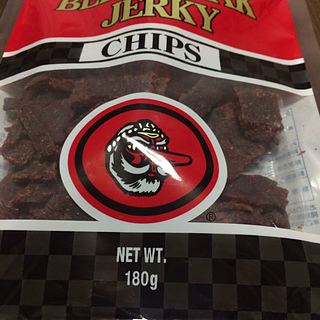 JERKY
CHIPS
®
NET WT.
180g